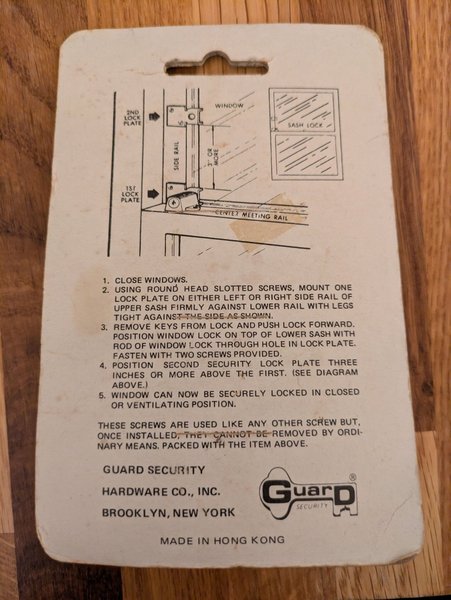 2ND
LOCK
PLATE
WINDOW
SASH LOCK
SIDE RAIL
3" OR
MORE
1ST
LOCK
PLATE
CENTER MEETING RAIL
1. CLOSE WINDOWS.
2. USING ROUND HEAD SLOTTED SCREWS, MOUNT ONE
LOCK PLATE ON EITHER LEFT OR RIGHT SIDE RAIL OF
UPPER SASH FIRMLY AGAINST LOWER RAIL WITH LEGS
TIGHT AGAINST THE SIDE AS SHOWN.
3. REMOVE KEYS FROM LOCK AND PUSH LOCK FORWARD.
POSITION WINDOW LOCK ON TOP OF LOWER SASH WITH
ROD OF WINDOW LOCK THROUGH HOLE IN LOCK PLATE.
FASTEN WITH TWO SCREWS PROVIDED.
4. POSITION SECOND SECURITY LOCK PLATE THREE
INCHES OR MORE ABOVE THE FIRST. (SEE DIAGRAM
ABOVE.)
5. WINDOW CAN NOW BE SECURELY LOCKED IN CLOSED
OR VENTILATING POSITION.
THESE SCREWS ARE USED LIKE ANY OTHER SCREW BUT,
ONCE INSTALLED, THEY CANNOT BE REMOVED BY ORDI-
NARY MEANS. PACKED WITH THE ITEM ABOVE.
GUARD SECURITY
HARDWARE CO., INC.
BROOKLYN, NEW YORK
GUARD®
SECURITY
MADE IN HONG KONG